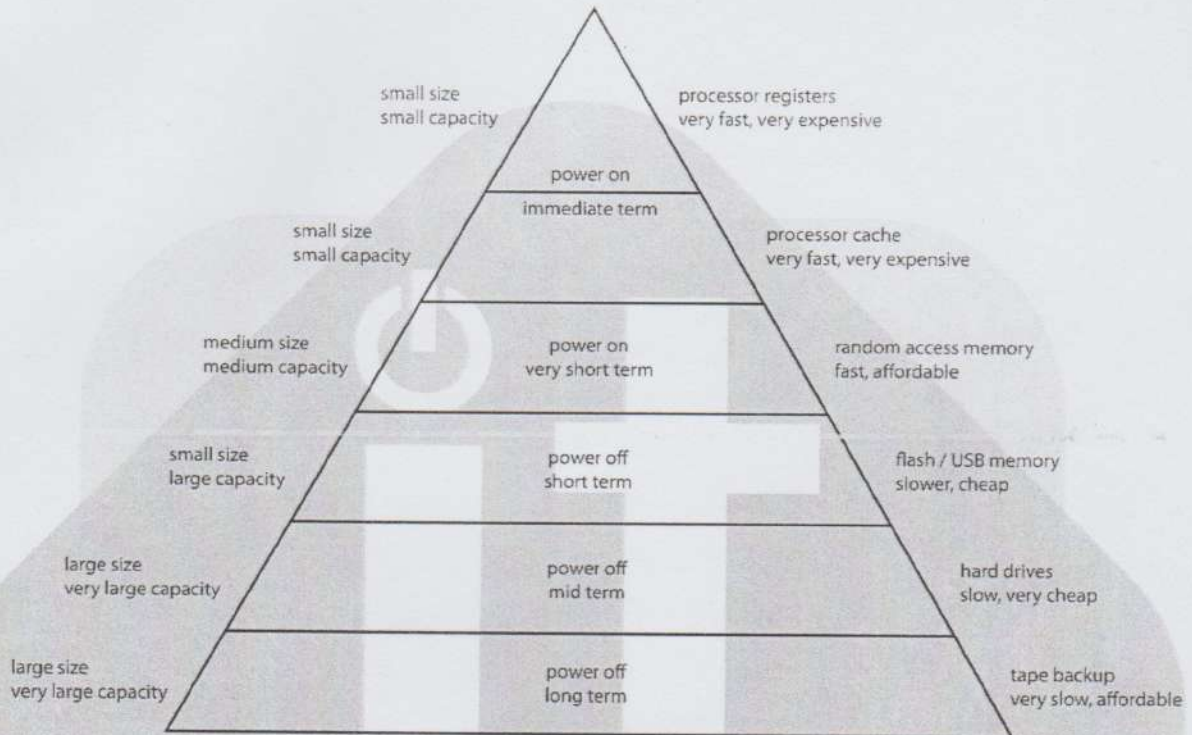 small size
small capacity
processor registers
very fast, very expensive
power on
immediate term
small size
small capacity
processor cache
very fast, very expensive
medium size
medium capacity
power on
very short term
random access memory
fast, affordable
small size
large capacity
power off
short term
flash / USB memory
slower, cheap
large size
very large capacity
power off
mid term
hard drives
slow, very cheap
large size
very large capacity
power off
long term
tape backup
very slow, affordable